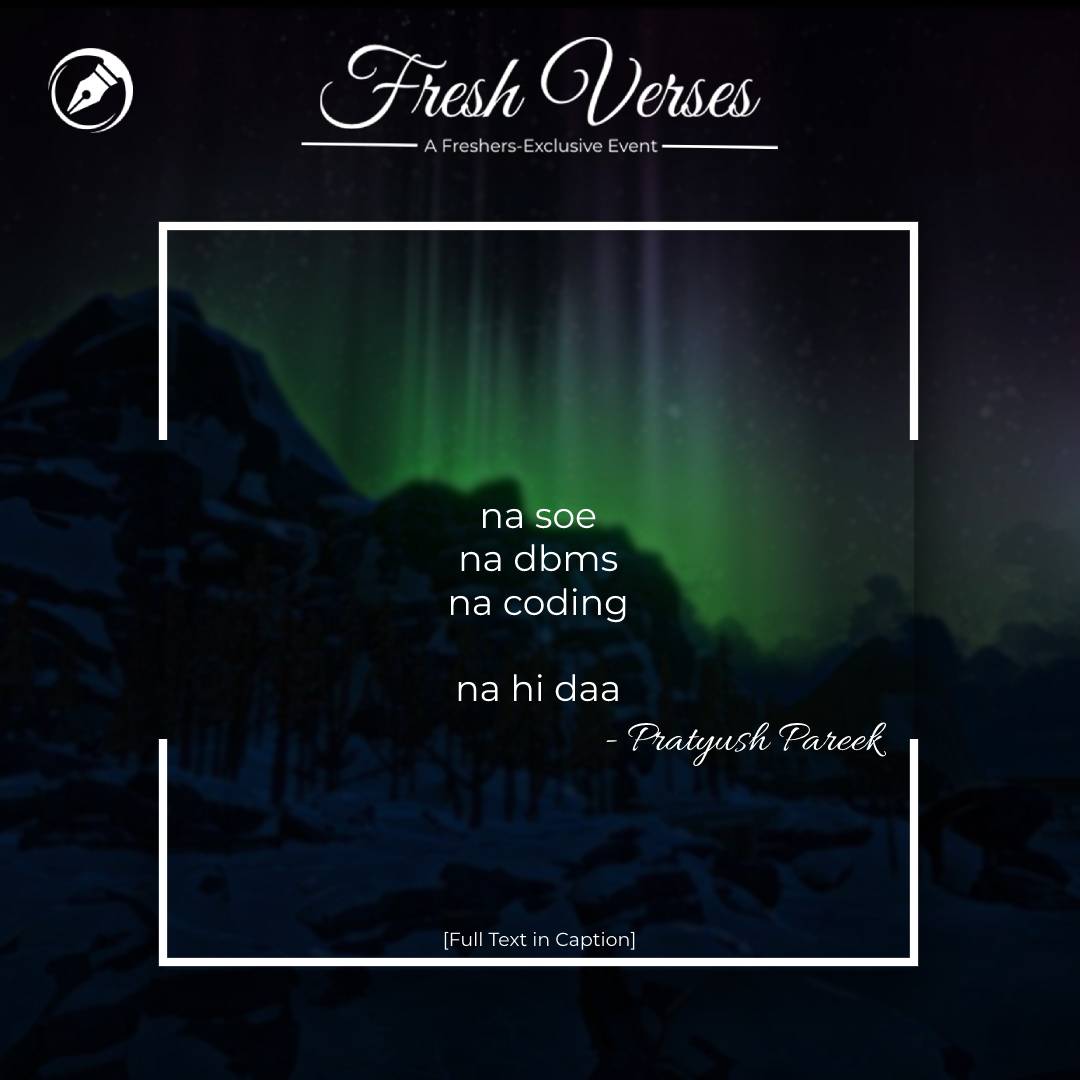 Fresh Verses
A Freshers-Exclusive Event
na soe
na dbms
na coding
na hi daa
- Pratyush Pareek
[Full Text in Caption]